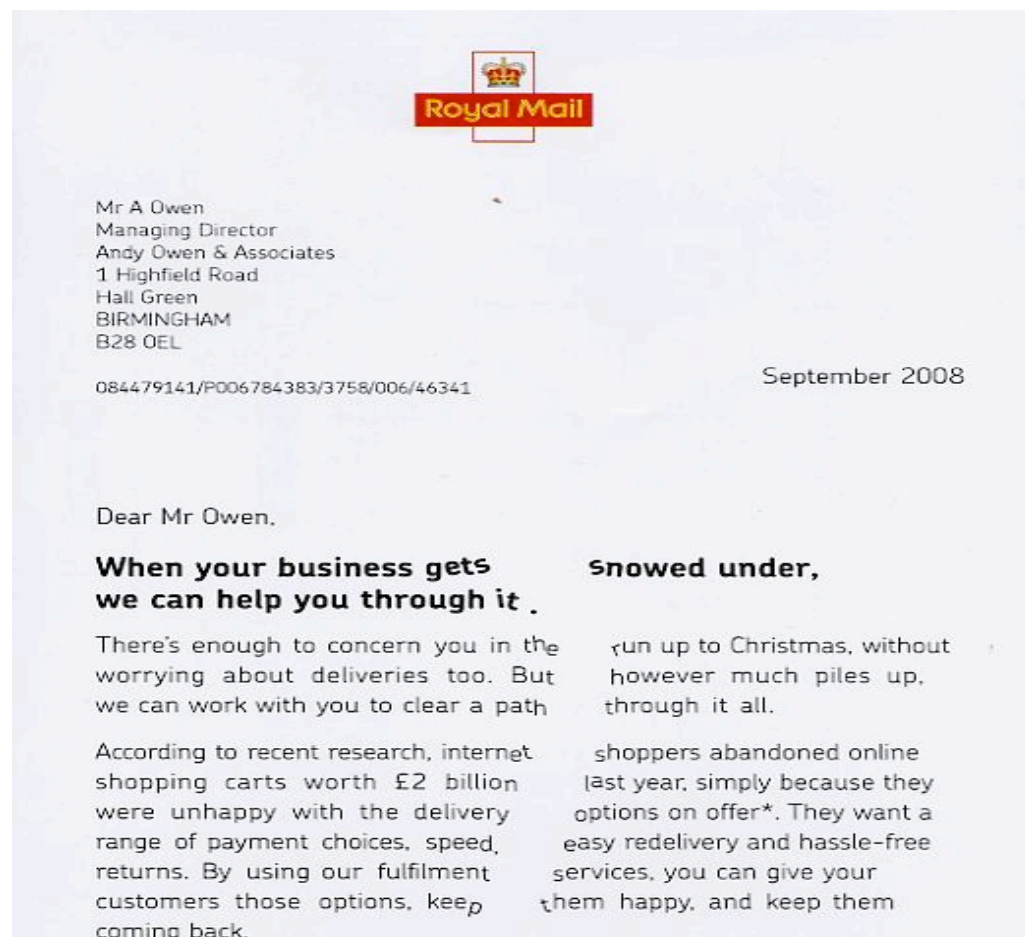 Royal Mail
Mr A Owen
Managing Director
Andy Owen & Associates
1 Highfield Road
Hall Green
BIRMINGHAM
B28 0EL
084479141/P006784383/3758/006/46341
September 2008
Dear Mr Owen,
When your business gets snowed under,
we can help you through it.
There's enough to concern you in the run up to Christmas, without
worrying about deliveries too. But however much piles up,
we can work with you to clear a path through it all.
According to recent research, internet shoppers abandoned online
shopping carts worth £2 billion last year, simply because they
were unhappy with the delivery options on offer*. They want a
range of payment choices, speed, easy redelivery and hassle-free
returns. By using our fulfilment services, you can give your
customers those options, keep them happy, and keep them
coming back.